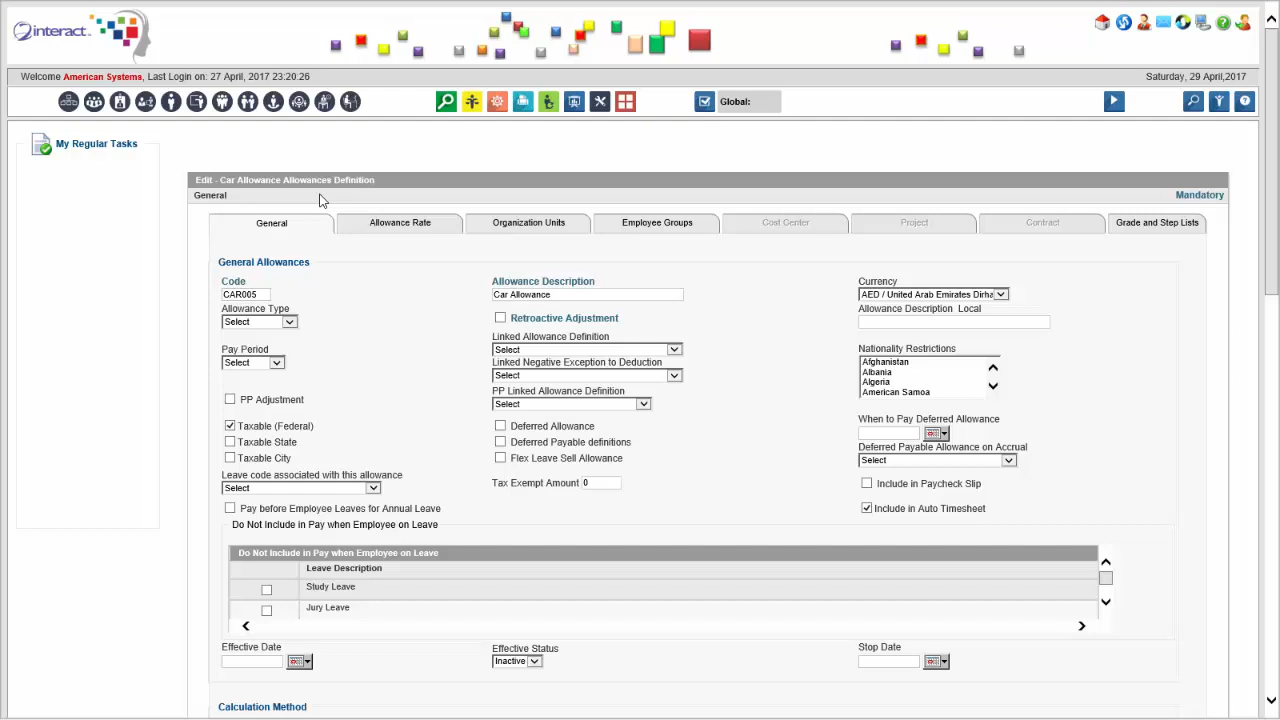 interact
Welcome American Systems, Last Login on: 27 April, 2017 23:20:26
Saturday, 29 April,2017
Global:
My Regular Tasks
Edit - Car Allowance Allowances Definition
General
Mandatory
General
Allowance Rate
Organization Units
Employee Groups
Cost Center
Project
Contract
Grade and Step Lists
General Allowances
Code
Allowance Description
Currency
CAR005
Car Allowance
AED / United Arab Emirates Dirha
Allowance Type
Retroactive Adjustment
Allowance Description Local
Select
Linked Allowance Definition
Pay Period
Select
Nationality Restrictions
Select
Linked Negative Exception to Deduction
Afghanistan
Select
Albania
Algeria
American Samoa
PP Linked Allowance Definition
PP Adjustment
Select
When to Pay Deferred Allowance
Taxable (Federal)
Deferred Allowance
Taxable State
Deferred Payable definitions
Deferred Payable Allowance on Accrual
Taxable City
Flex Leave Sell Allowance
Select
Leave code associated with this allowance
Select
Tax Exempt Amount 0
Include in Paycheck Slip
Pay before Employee Leaves for Annual Leave
Include in Auto Timesheet
Do Not Include in Pay when Employee on Leave
Do Not Include in Pay when Employee on Leave
Leave Description
Study Leave
Jury Leave
Effective Date
Effective Status
Stop Date
Inactive
Calculation Method